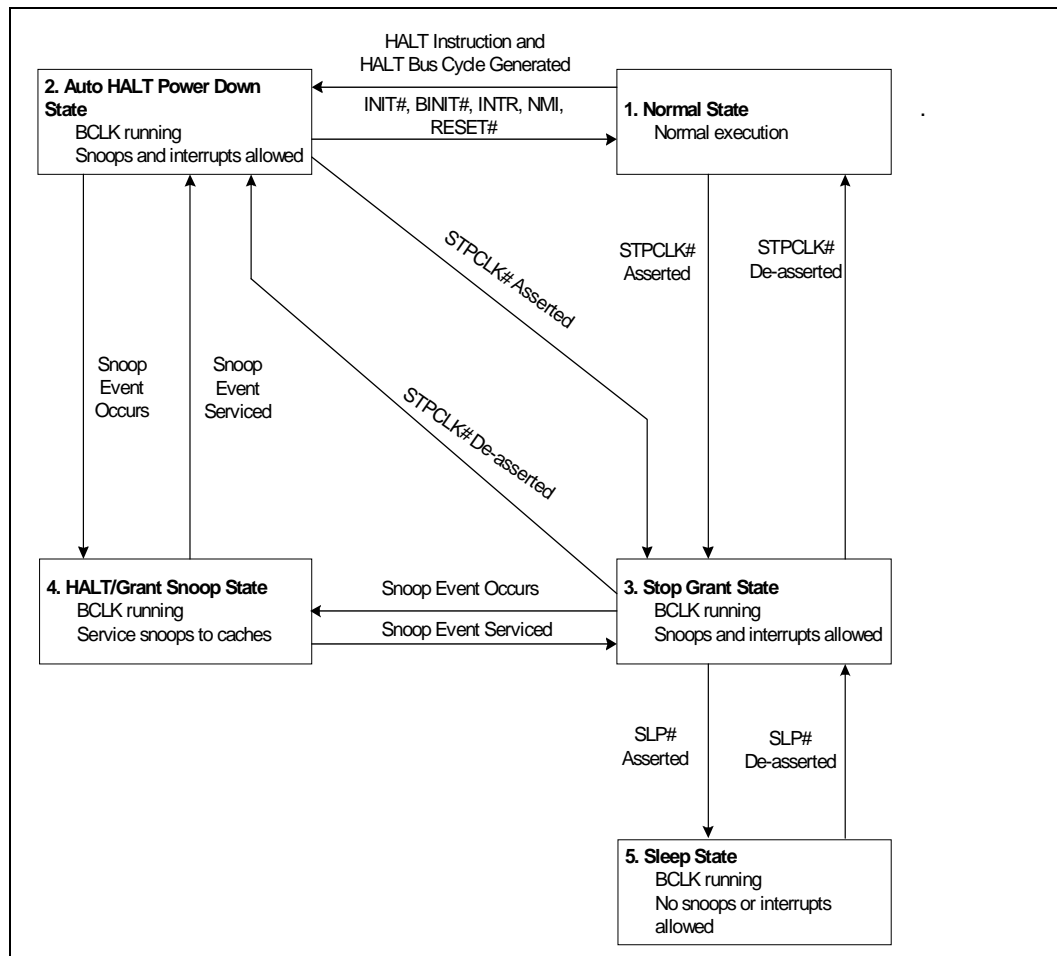 HALT Instruction and
HALT Bus Cycle Generated
2. Auto HALT Power Down
State
BCLK running
Snoops and interrupts allowed
INIT#, BINIT#, INTR, NMI,
RESET#
1. Normal State
Normal execution
.
STPCLK# Asserted
STPCLK#
Asserted
STPCLK#
De-asserted
Snoop
Event
Occurs
Snoop
Event
Serviced
STPCLK# De-asserted
4. HALT/Grant Snoop State
BCLK running
Service snoops to caches
Snoop Event Occurs
Snoop Event Serviced
3. Stop Grant State
BCLK running
Snoops and interrupts allowed
SLP#
Asserted
SLP#
De-asserted
5. Sleep State
BCLK running
No snoops or interrupts
allowed